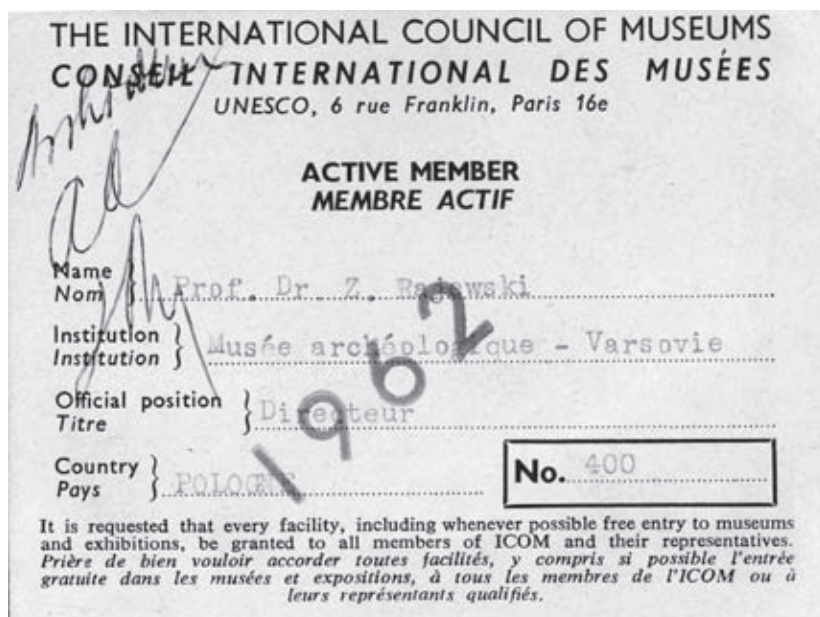 THE INTERNATIONAL COUNCIL OF MUSEUMS
CONSEIL INTERNATIONAL DES MUSÉES
UNESCO, 6 rue Franklin, Paris 16e
ACTIVE MEMBER
MEMBRE ACTIF
Name
Nom
Prof. Dr. Z. Rajewski
Institution
Institution
Musée archéologique - Varsovie
Official position
Titre
Directeur
Country
Pays
POLOGNE
No. 400
1962
It is requested that every facility, including whenever possible free entry to museums
and exhibitions, be granted to all members of ICOM and their representatives.
Prière de bien vouloir accorder toutes facilités, y compris si possible l'entrée
gratuite dans les musées et expositions, à tous les membres de l'ICOM ou à
leurs représentants qualifiés.